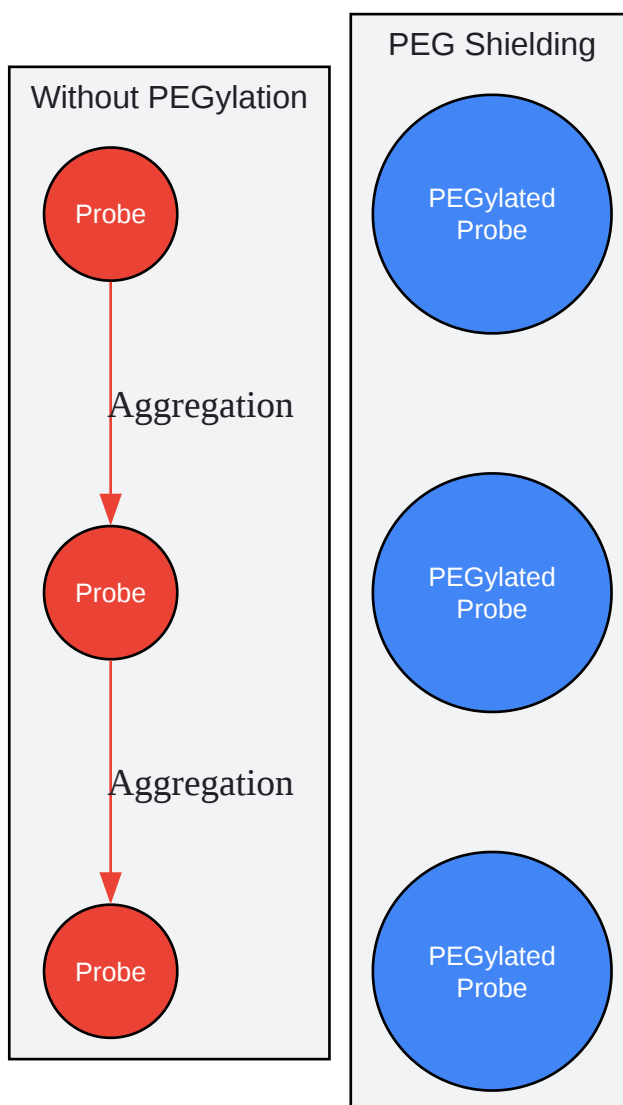 Without PEGylation
Probe
Aggregation
Probe
Aggregation
Probe
PEG Shielding
PEGylated
Probe
PEGylated
Probe
PEGylated
Probe